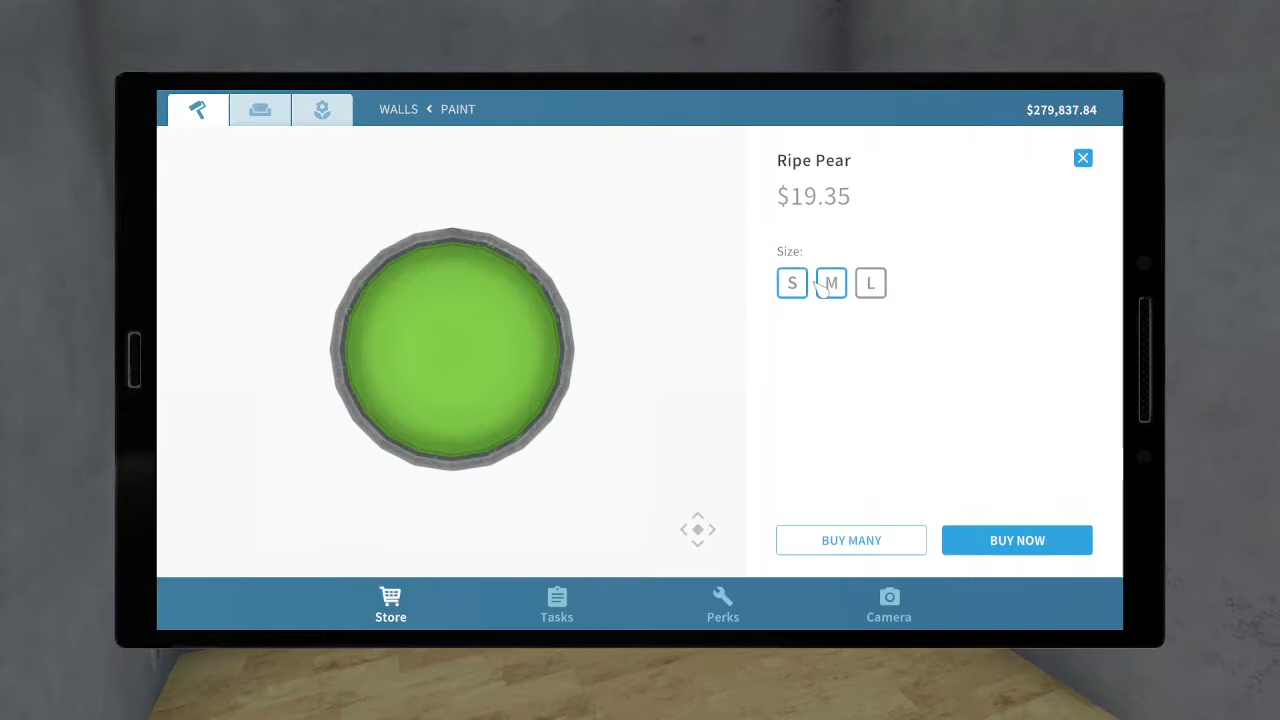 WALLS PAINT
$279,837.84
Ripe Pear
$19.35
Size:
S M L
BUY MANY
BUY NOW
Store
Tasks
Perks
Camera